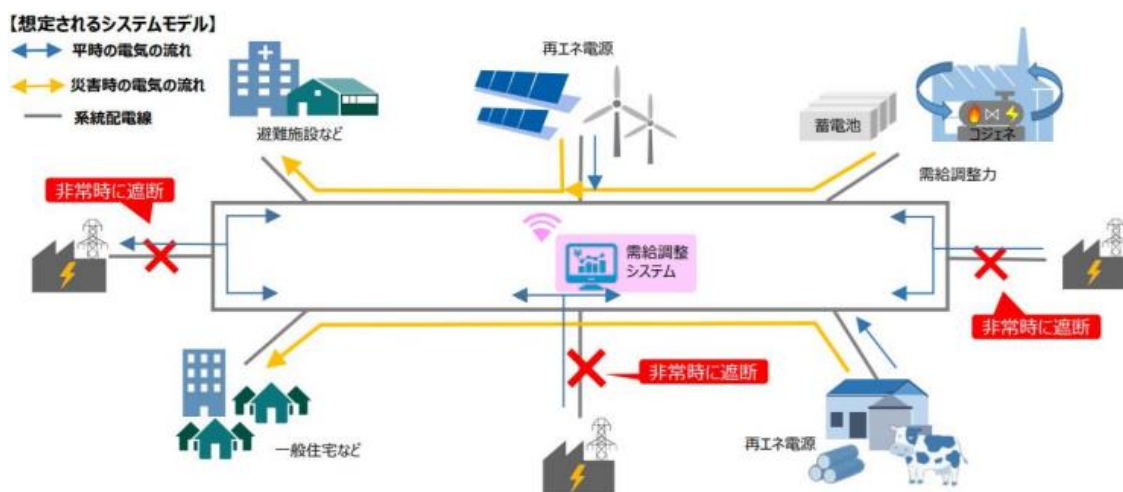 【想定されるシステムモデル】
平時の電気の流れ
災害時の電気の流れ
系統配電線
避難施設など
再エネ電源
蓄電池
コジェネ
需給調整力
非常時に遮断
需給調整
システム
非常時に遮断
非常時に遮断
一般住宅など
再エネ電源